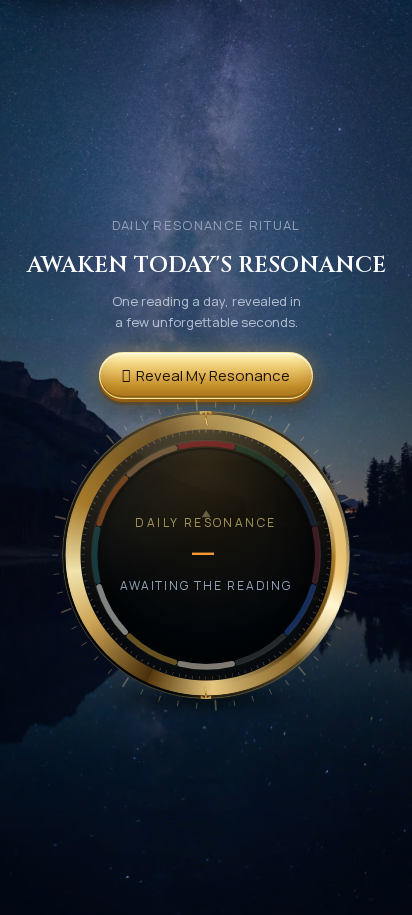 DAILY RESONANCE RITUAL
AWAKEN TODAY'S RESONANCE
One reading a day, revealed in
a few unforgettable seconds.
Reveal My Resonance
DAILY RESONANCE
AWAITING THE READING